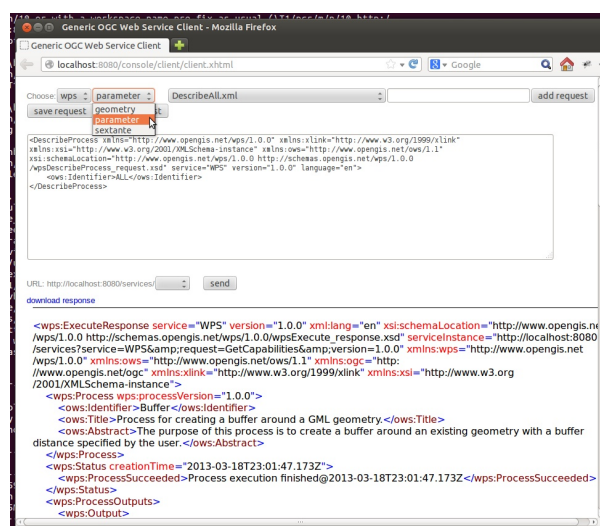 /10 es with a workspace name pre fix as usual (\T1/pcs/m/n/10 http:/
Generic OGC Web Service Client - Mozilla Firefox
Generic OGC Web Service Client
localhost:8080/console/client/client.xhtml
Google
Choose: wps parameter DescribeAll.xml add request
save request
geometry
parameter
sextante
<DescribeProcess xmlns="http://www.opengis.net/wps/1.0.0" xmlns:xlink="http://www.w3.org/1999/xlink"
xmlns:xsi="http://www.w3.org/2001/XMLSchema-instance" xmlns:ows="http://www.opengis.net/ows/1.1"
xsi:schemaLocation="http://www.opengis.net/wps/1.0.0 http://schemas.opengis.net/wps/1.0.0
/wpsDescribeProcess_request.xsd" service="WPS" version="1.0.0" language="en">
<ows:Identifier>ALL</ows:Identifier>
</DescribeProcess>
URL: http://localhost:8080/services/ send
download response
<wps:ExecuteResponse service="WPS" version="1.0.0" xml:lang="en" xsi:schemaLocation="http://www.opengis.ne
/wps/1.0.0 http://schemas.opengis.net/wps/1.0.0/wpsExecute_response.xsd" serviceInstance="http://localhost:8080
/services?service=WPS&amp;request=GetCapabilities&amp;version=1.0.0" xmlns:wps="http://www.opengis.net
/wps/1.0.0" xmlns:ows="http://www.opengis.net/ows/1.1" xmlns:ogc="http:
//www.opengis.net/ogc" xmlns:xlink="http://www.w3.org/1999/xlink" xmlns:xsi="http://www.w3.org
/2001/XMLSchema-instance">
<wps:Process wps:processVersion="1.0.0">
<ows:Identifier>Buffer</ows:Identifier>
<ows:Title>Process for creating a buffer around a GML geometry.</ows:Title>
<ows:Abstract>The purpose of this process is to create a buffer around an existing geometry with a buffer
distance specified by the user.</ows:Abstract>
</wps:Process>
<wps:Status creationTime="2013-03-18T23:01:47.173Z">
<wps:ProcessSucceeded>Process execution finished@2013-03-18T23:01:47.173Z</wps:ProcessSucceeded>
</wps:Status>
<wps:ProcessOutputs>
<wps:Output>